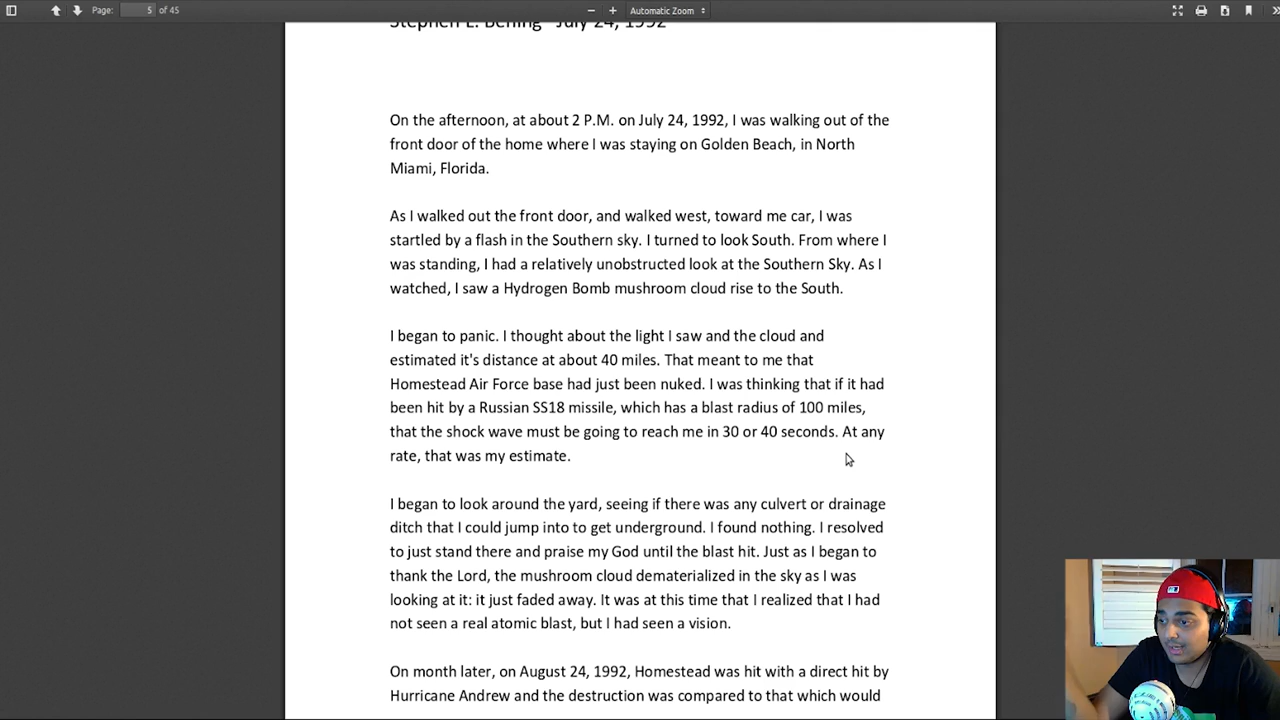 Page: 5 of 45
Automatic Zoom
Stephen L. Bening July 24, 1992
On the afternoon, at about 2 P.M. on July 24, 1992, I was walking out of the
front door of the home where I was staying on Golden Beach, in North
Miami, Florida.
As I walked out the front door, and walked west, toward me car, I was
startled by a flash in the Southern sky. I turned to look South. From where I
was standing, I had a relatively unobstructed look at the Southern Sky. As I
watched, I saw a Hydrogen Bomb mushroom cloud rise to the South.
I began to panic. I thought about the light I saw and the cloud and
estimated it's distance at about 40 miles. That meant to me that
Homestead Air Force base had just been nuked. I was thinking that if it had
been hit by a Russian SS18 missile, which has a blast radius of 100 miles,
that the shock wave must be going to reach me in 30 or 40 seconds. At any
rate, that was my estimate.
I began to look around the yard, seeing if there was any culvert or drainage
ditch that I could jump into to get underground. I found nothing. I resolved
to just stand there and praise my God until the blast hit. Just as I began to
thank the Lord, the mushroom cloud dematerialized in the sky as I was
looking at it: it just faded away. It was at this time that I realized that I had
not seen a real atomic blast, but I had seen a vision.
On month later, on August 24, 1992, Homestead was hit with a direct hit by
Hurricane Andrew and the destruction was compared to that which would